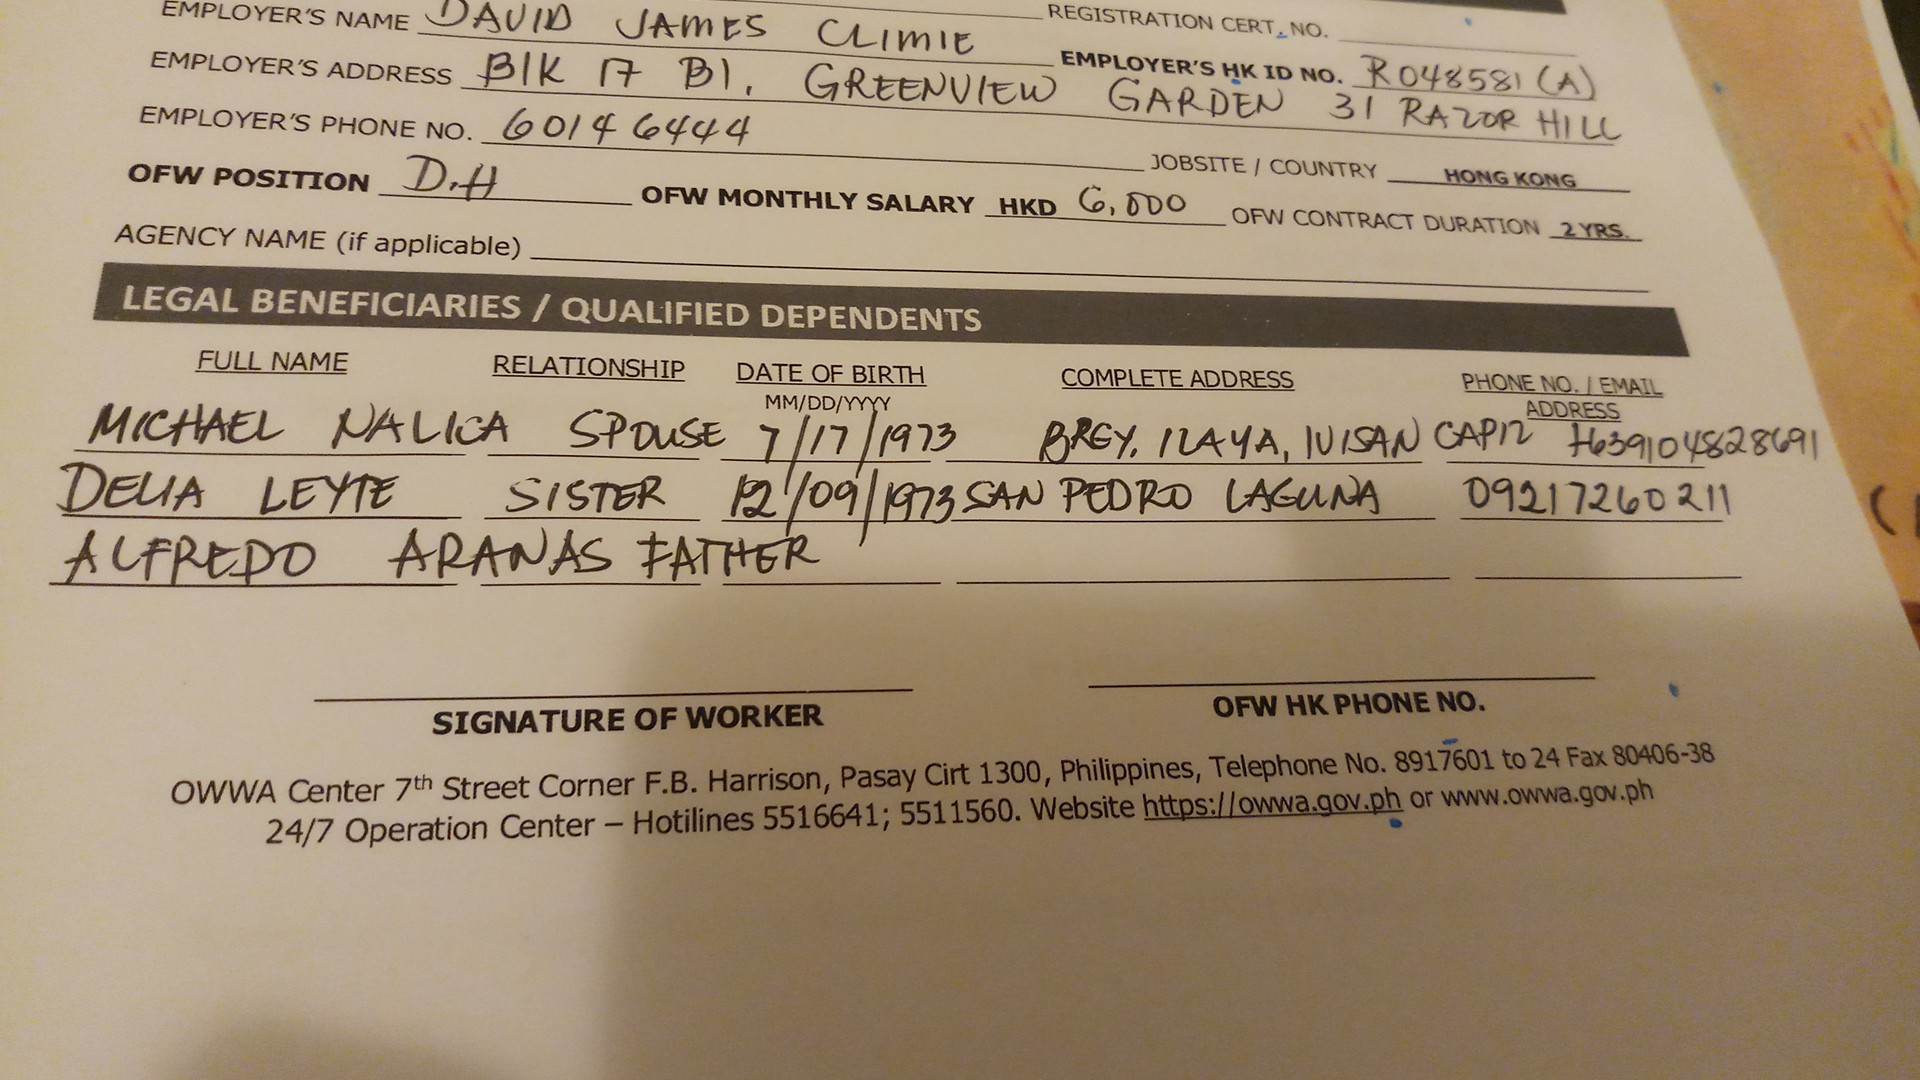 EMPLOYER'S NAME DAVID JAMES CLIMIE REGISTRATION CERT. NO.
EMPLOYER'S ADDRESS BlK 17 B1, GREENVIEW GARDEN 31 RAZOR HILL
EMPLOYER'S HK ID NO. R048581(A)
EMPLOYER'S PHONE NO. 60146444 JOBSITE / COUNTRY HONG KONG
OFW POSITION D.H OFW MONTHLY SALARY HKD 6,000 OFW CONTRACT DURATION 2 YRS.
AGENCY NAME (if applicable)
LEGAL BENEFICIARIES / QUALIFIED DEPENDENTS
FULL NAME RELATIONSHIP DATE OF BIRTH COMPLETE ADDRESS PHONE NO. / EMAIL
MM/DD/YYYY ADDRESS
MICHAEL NALICA SPOUSE 7/17/1973 BRGY. ILAYA, IVISAN CAPIZ +639104828691
DELIA LEYTE SISTER 12/09/1973 SAN PEDRO LAGUNA 09217260211
ALFREDO ARANAS FATHER
SIGNATURE OF WORKER OFW HK PHONE NO.
OWWA Center 7th Street Corner F.B. Harrison, Pasay Cirt 1300, Philippines, Telephone No. 8917601 to 24 Fax 80406-38
24/7 Operation Center – Hotilines 5516641; 5511560. Website https://owwa.gov.ph or www.owwa.gov.ph